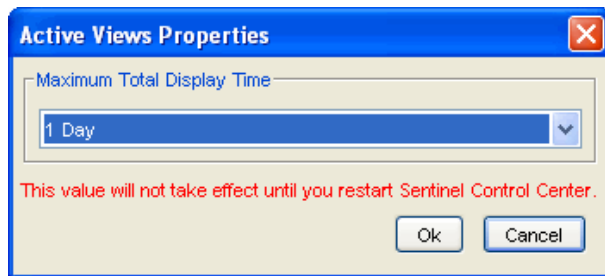 Active Views Properties
Maximum Total Display Time
1 Day
This value will not take effect until you restart Sentinel Control Center.
Ok Cancel